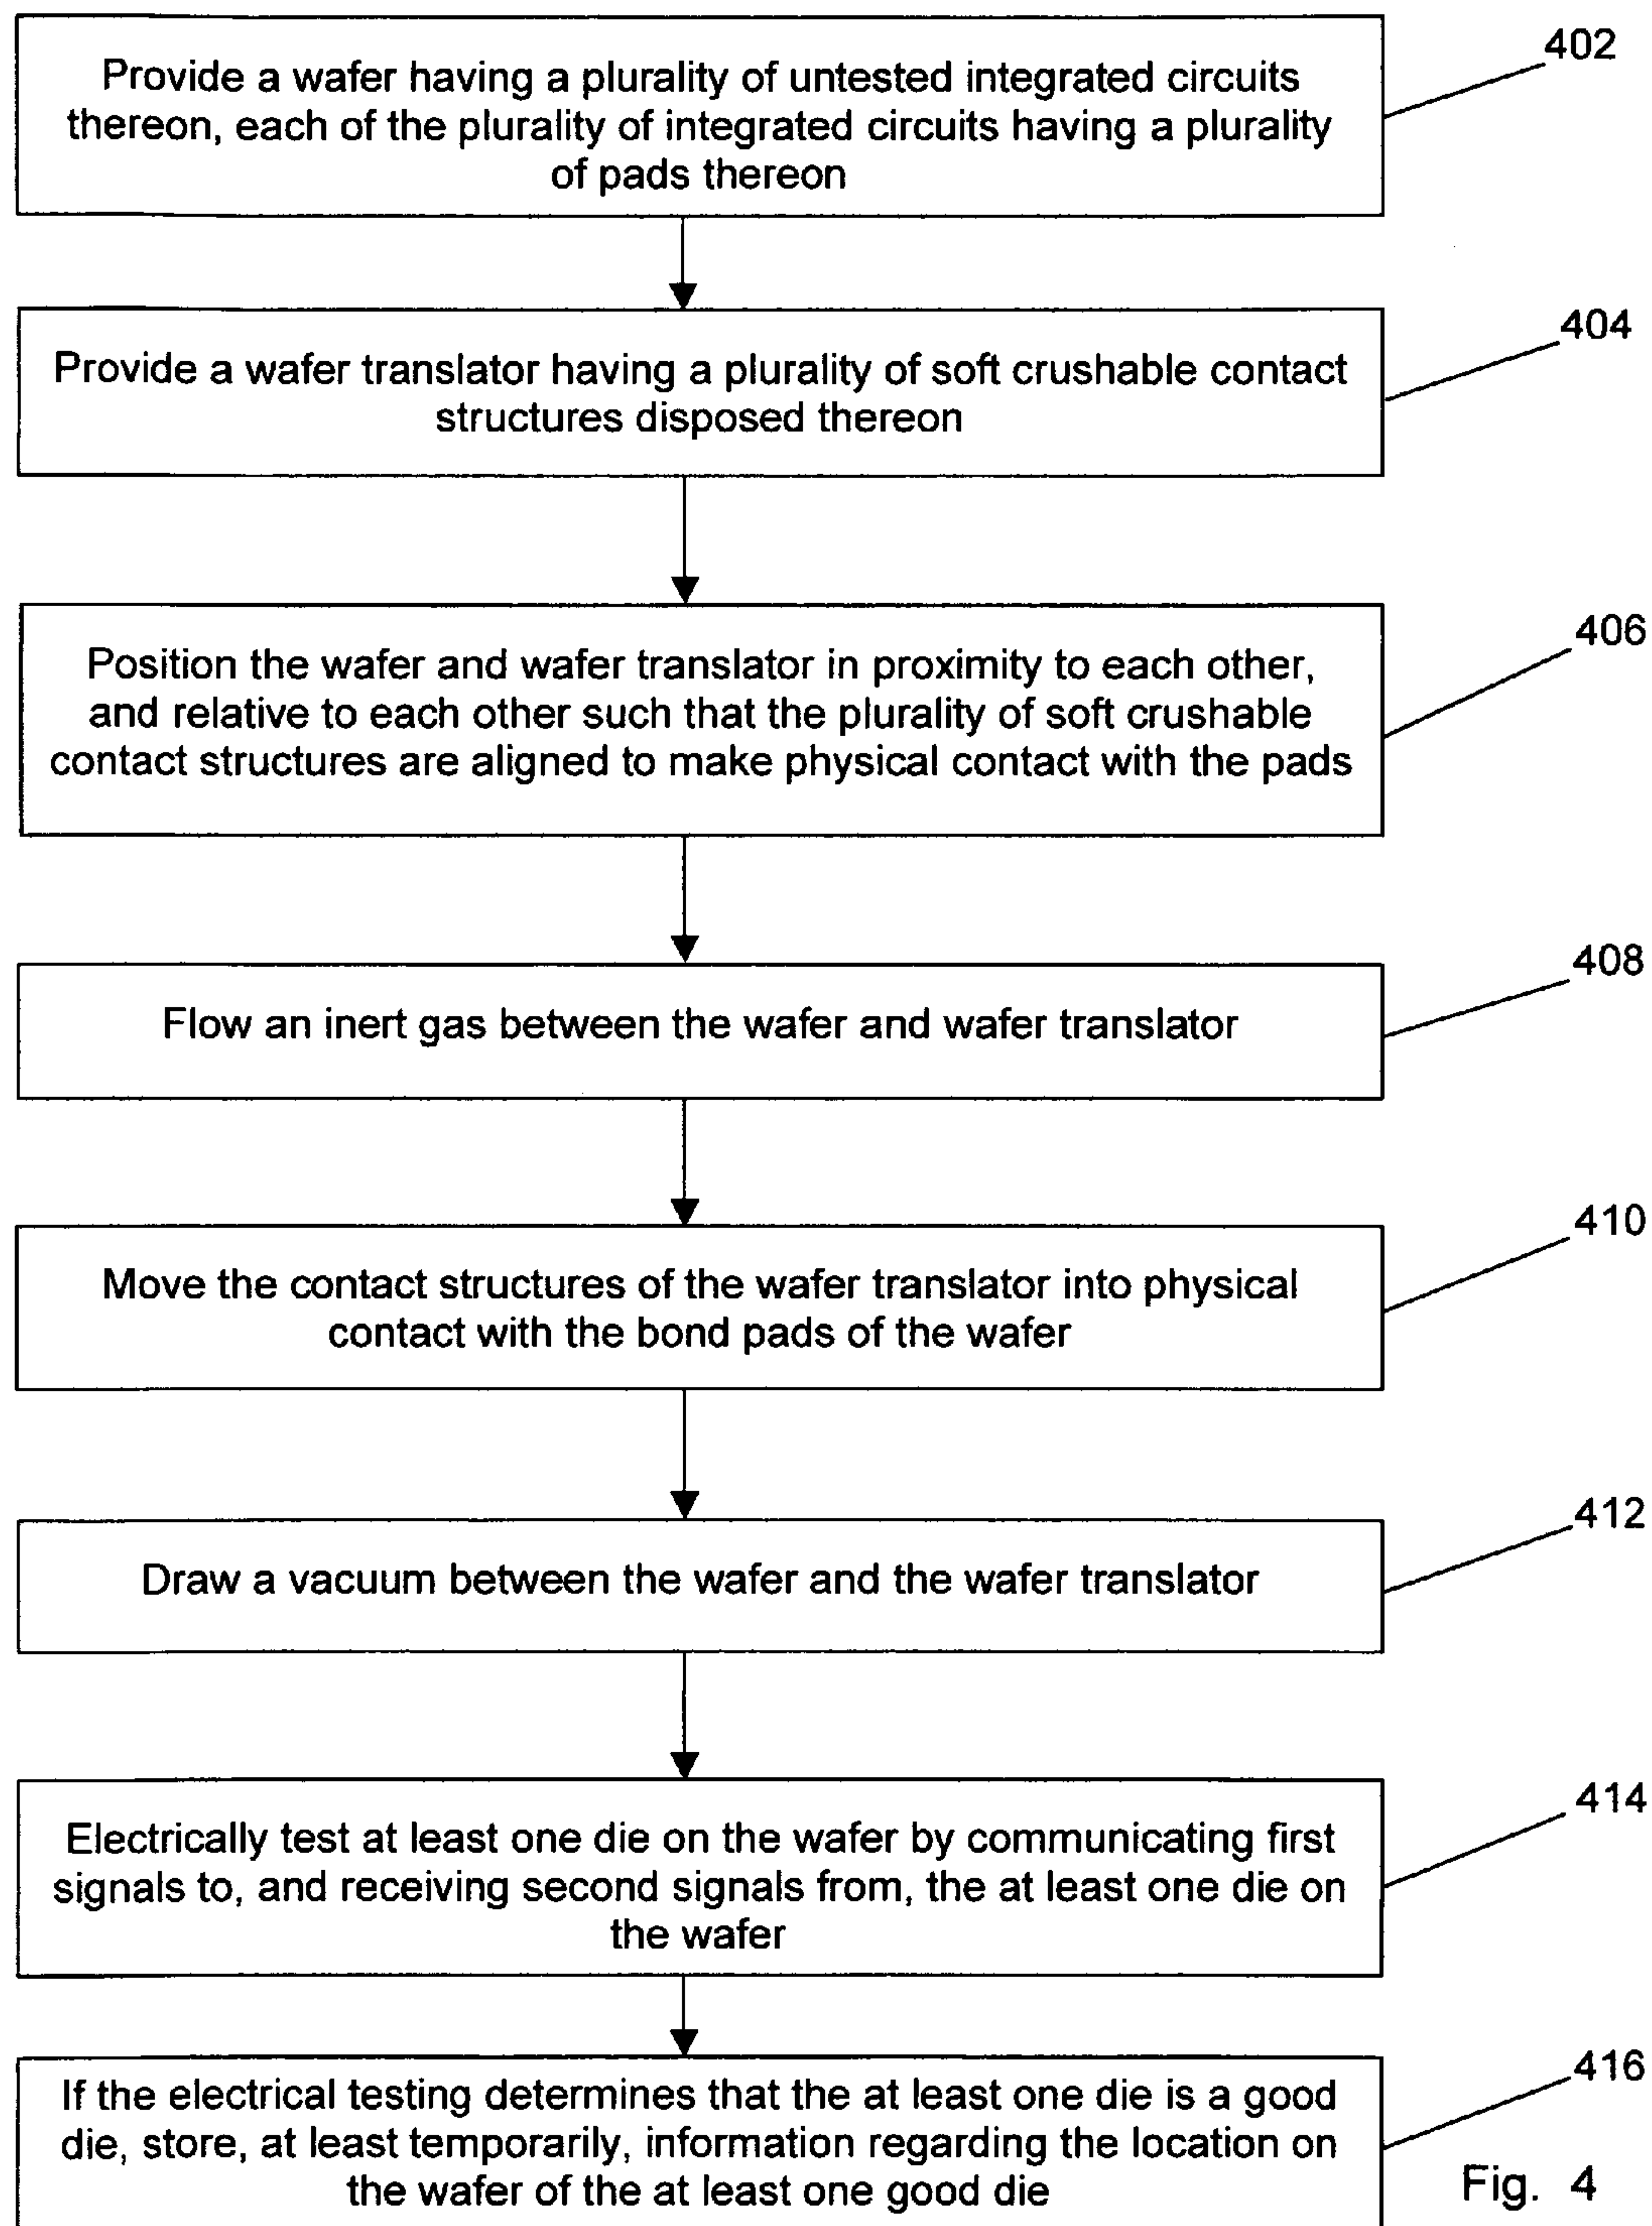 402
Provide a wafer having a plurality of untested integrated circuits
thereon, each of the plurality of integrated circuits having a plurality
of pads thereon
404
Provide a wafer translator having a plurality of soft crushable contact
structures disposed thereon
406
Position the wafer and wafer translator in proximity to each other,
and relative to each other such that the plurality of soft crushable
contact structures are aligned to make physical contact with the pads
408
Flow an inert gas between the wafer and wafer translator
410
Move the contact structures of the wafer translator into physical
contact with the bond pads of the wafer
412
Draw a vacuum between the wafer and the wafer translator
414
Electrically test at least one die on the wafer by communicating first
signals to, and receiving second signals from, the at least one die on
the wafer
416
If the electrical testing determines that the at least one die is a good
die, store, at least temporarily, information regarding the location on
the wafer of the at least one good die
Fig. 4